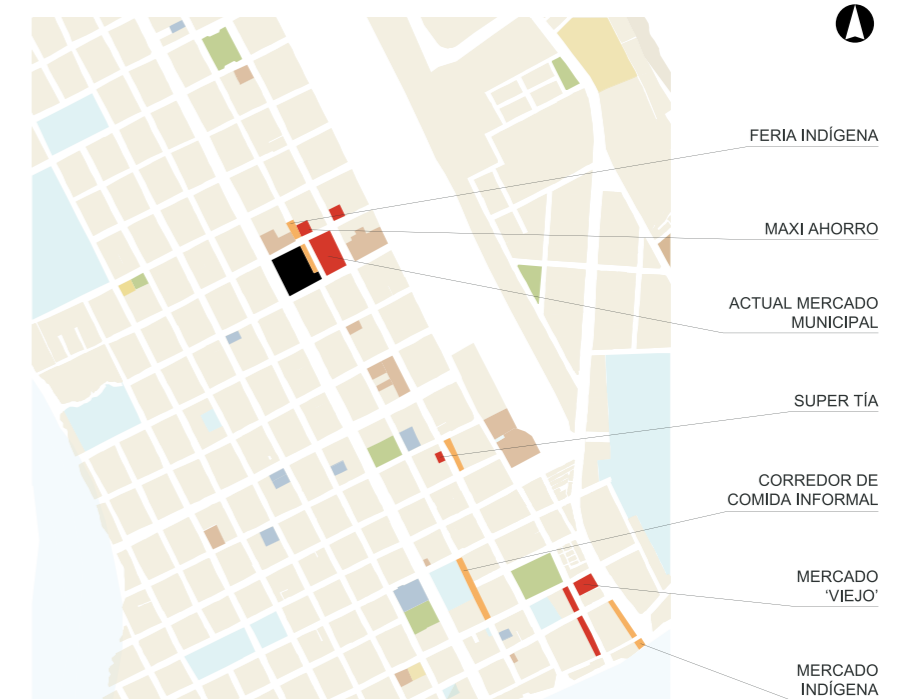 FERIA INDÍGENA
MAXI AHORRO
ACTUAL MERCADO
MUNICIPAL
SUPER TÍA
CORREDOR DE
COMIDA INFORMAL
MERCADO
‘VIEJO’
MERCADO
INDÍGENA